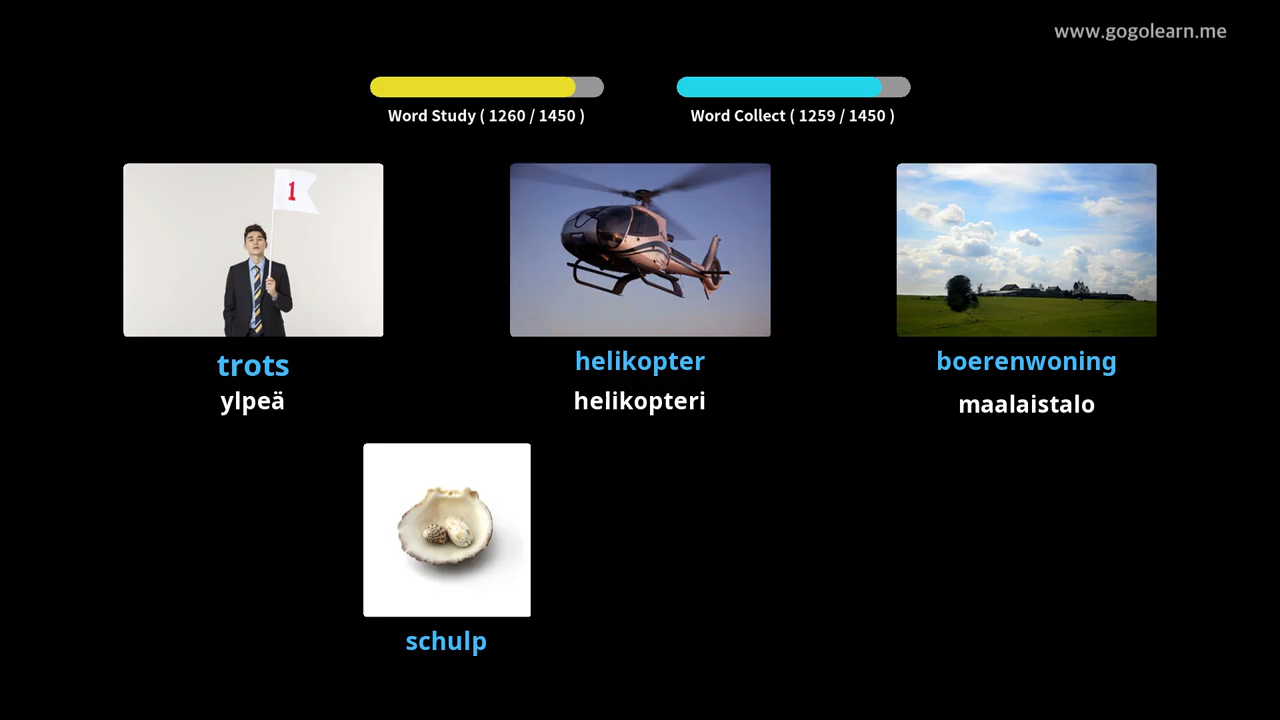 www.gogolearn.me
Word Study ( 1260 / 1450 )
Word Collect ( 1259 / 1450 )
1
trots
helikopter
boerenwoning
ylpeä
helikopteri
maalaistalo
schulp